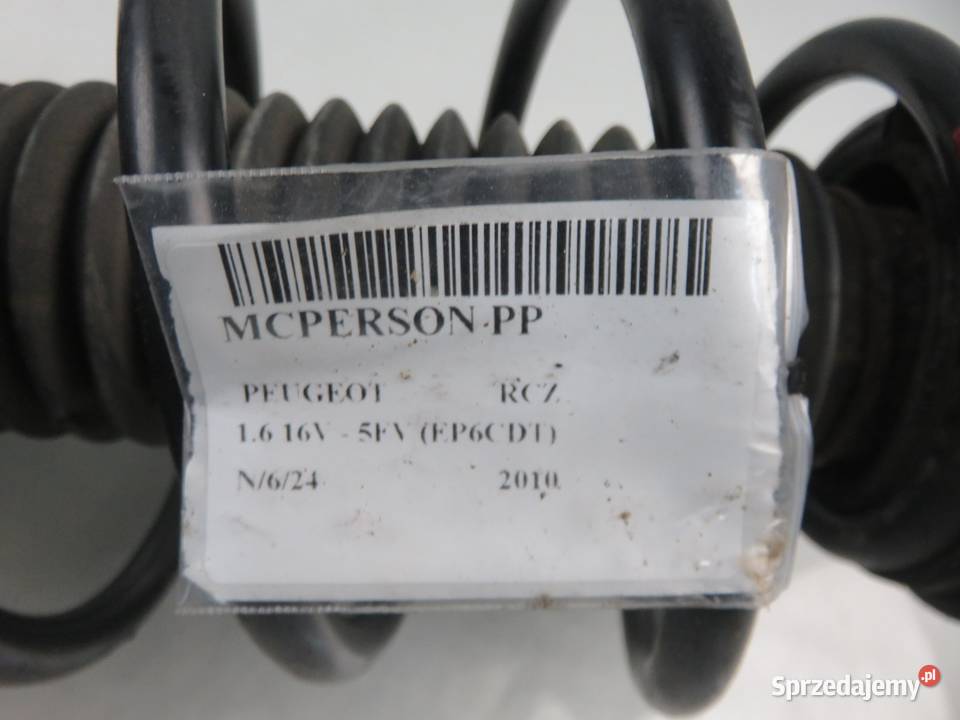 MCPERSON PP
PEUGEOT RCZ
1.6 16V - 5FV (EP6CDT)
N/6/24 2010
Sprzedajemy.pl